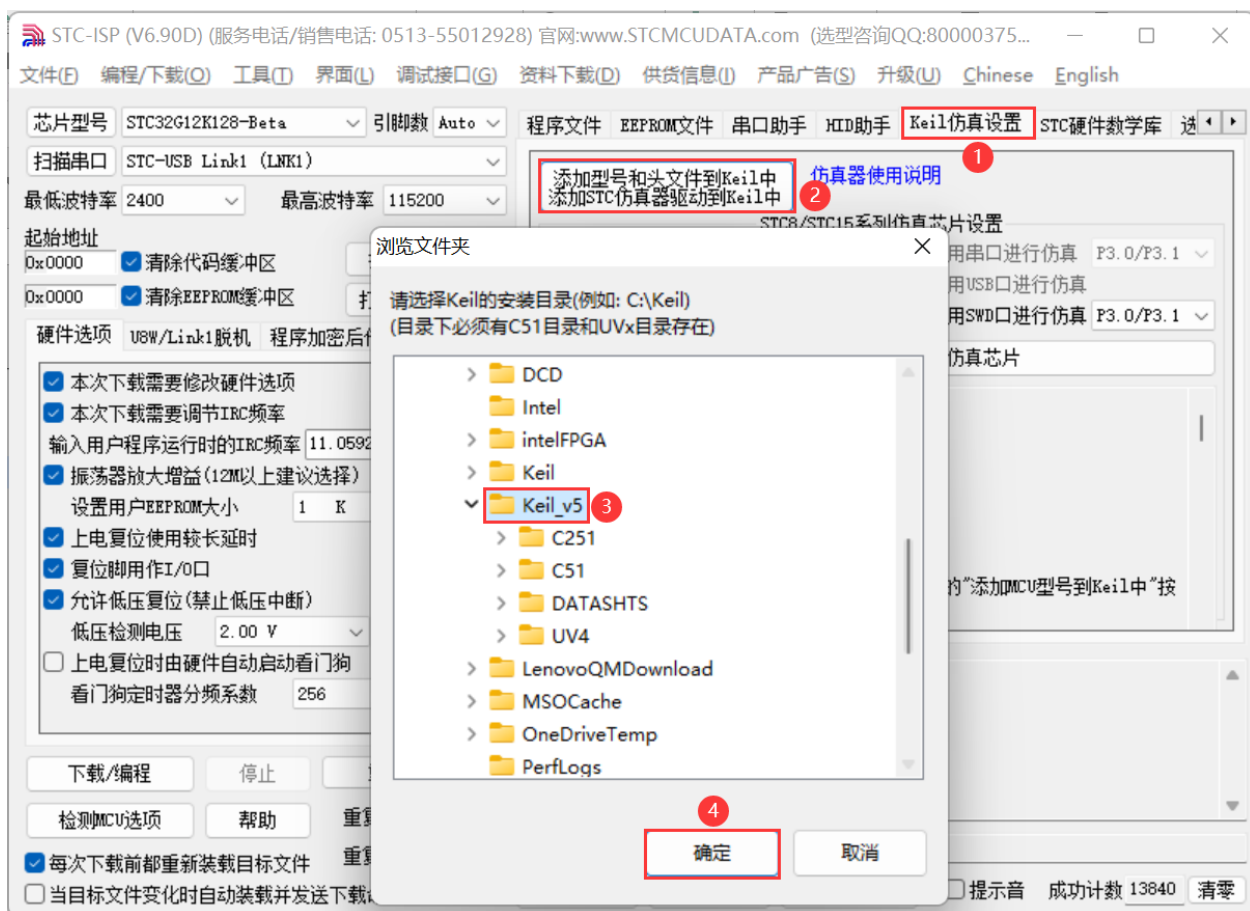 STC-ISP (V6.90D) (服务电话/销售电话: 0513-55012928) 官网:www.STCMCUDATA.com (选型咨询QQ:80000375...
文件(F) 编程/下载(O) 工具(T) 界面(L) 调试接口(G) 资料下载(D) 供货信息(I) 产品广告(S) 升级(U) Chinese English
芯片型号 STC32G12K128-Beta 引脚数 Auto
扫描串口 STC-USB Link1 (LNK1)
最低波特率 2400 最高波特率 115200
起始地址
0x0000 清除代码缓冲区
0x0000 清除EEPROM缓冲区 打
硬件选项 U8W/Link1脱机 程序加密后
本次下载需要修改硬件选项
本次下载需要调节IRC频率
输入用户程序运行时的IRC频率 11.0592
振荡器放大增益(12M以上建议选择)
设置用户EEPROM大小 1 K
上电复位使用较长延时
复位脚用作I/O口
允许低压复位(禁止低压中断)
低压检测电压 2.00 V
上电复位时由硬件自动启动看门狗
看门狗定时器分频系数 256
下载/编程 停止
检测MCU选项 帮助 重复
每次下载前都重新装载目标文件 重复
当目标文件变化时自动装载并发送下载
程序文件 EEPROM文件 串口助手 HID助手 Keil仿真设置 STC硬件数学库 选
1
添加型号和头文件到Keil中
添加STC仿真器驱动到Keil中
2
仿真器使用说明
STC8/STC15系列仿真芯片设置
用串口进行仿真 P3.0/P3.1
用USB口进行仿真
用SWD口进行仿真 P3.0/P3.1
仿真芯片
的"添加MCU型号到Keil中"按
浏览文件夹
请选择Keil的安装目录(例如: C:\Keil)
(目录下必须有C51目录和UVx目录存在)
DCD
Intel
intelFPGA
Keil
Keil_v5 3
C251
C51
DATASHTS
UV4
LenovoQMDownload
MSOCache
OneDriveTemp
PerfLogs
4
确定 取消
提示音 成功计数 13840 清零